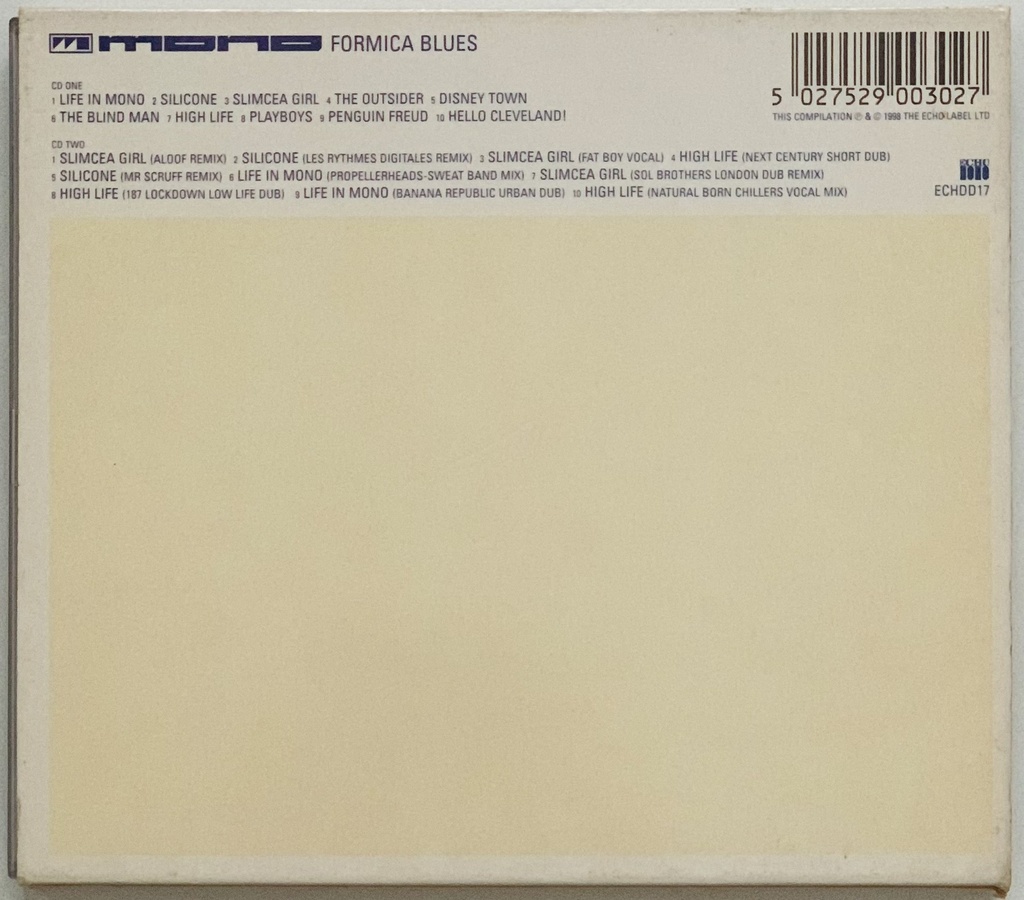 mono FORMICA BLUES
CD ONE
1 LIFE IN MONO 2 SILICONE 3 SLIMCEA GIRL 4 THE OUTSIDER 5 DISNEY TOWN
6 THE BLIND MAN 7 HIGH LIFE 8 PLAYBOYS 9 PENGUIN FREUD 10 HELLO CLEVELAND!
5 027529 003027
THIS COMPILATION ℗ & © 1998 THE ECHO LABEL LTD
CD TWO
1 SLIMCEA GIRL (ALOOF REMIX) 2 SILICONE (LES RYTHMES DIGITALES REMIX) 3 SLIMCEA GIRL (FAT BOY VOCAL) 4 HIGH LIFE (NEXT CENTURY SHORT DUB)
5 SILICONE (MR SCRUFF REMIX) 6 LIFE IN MONO (PROPELLERHEADS-SWEAT BAND MIX) 7 SLIMCEA GIRL (SOL BROTHERS LONDON DUB REMIX)
8 HIGH LIFE (187 LOCKDOWN LOW LIFE DUB) 9 LIFE IN MONO (BANANA REPUBLIC URBAN DUB) 10 HIGH LIFE (NATURAL BORN CHILLERS VOCAL MIX)
ECHO
ECHDD17